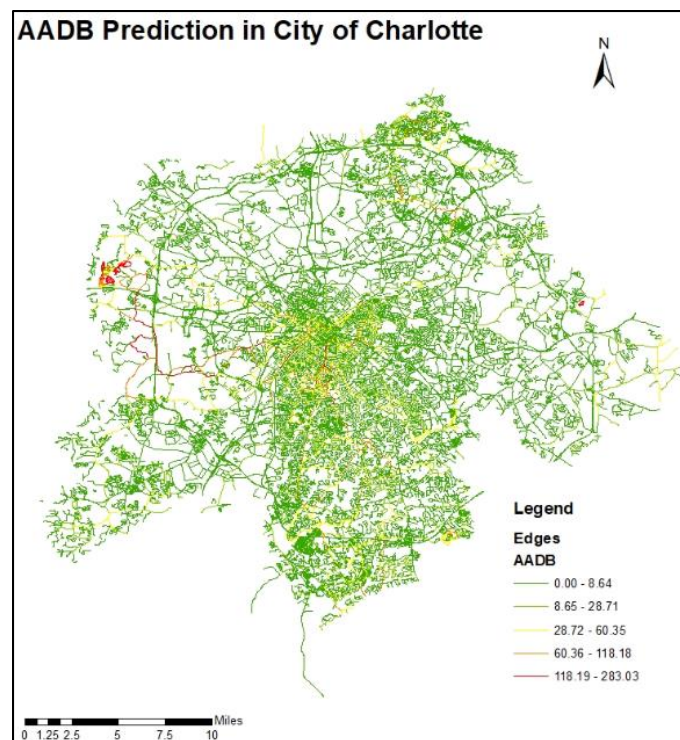 AADB Prediction in City of Charlotte
N
Legend
Edges
AADB
0.00 - 8.64
8.65 - 28.71
28.72 - 60.35
60.36 - 118.18
118.19 - 283.03
Miles
0 1.25 2.5 5 7.5 10